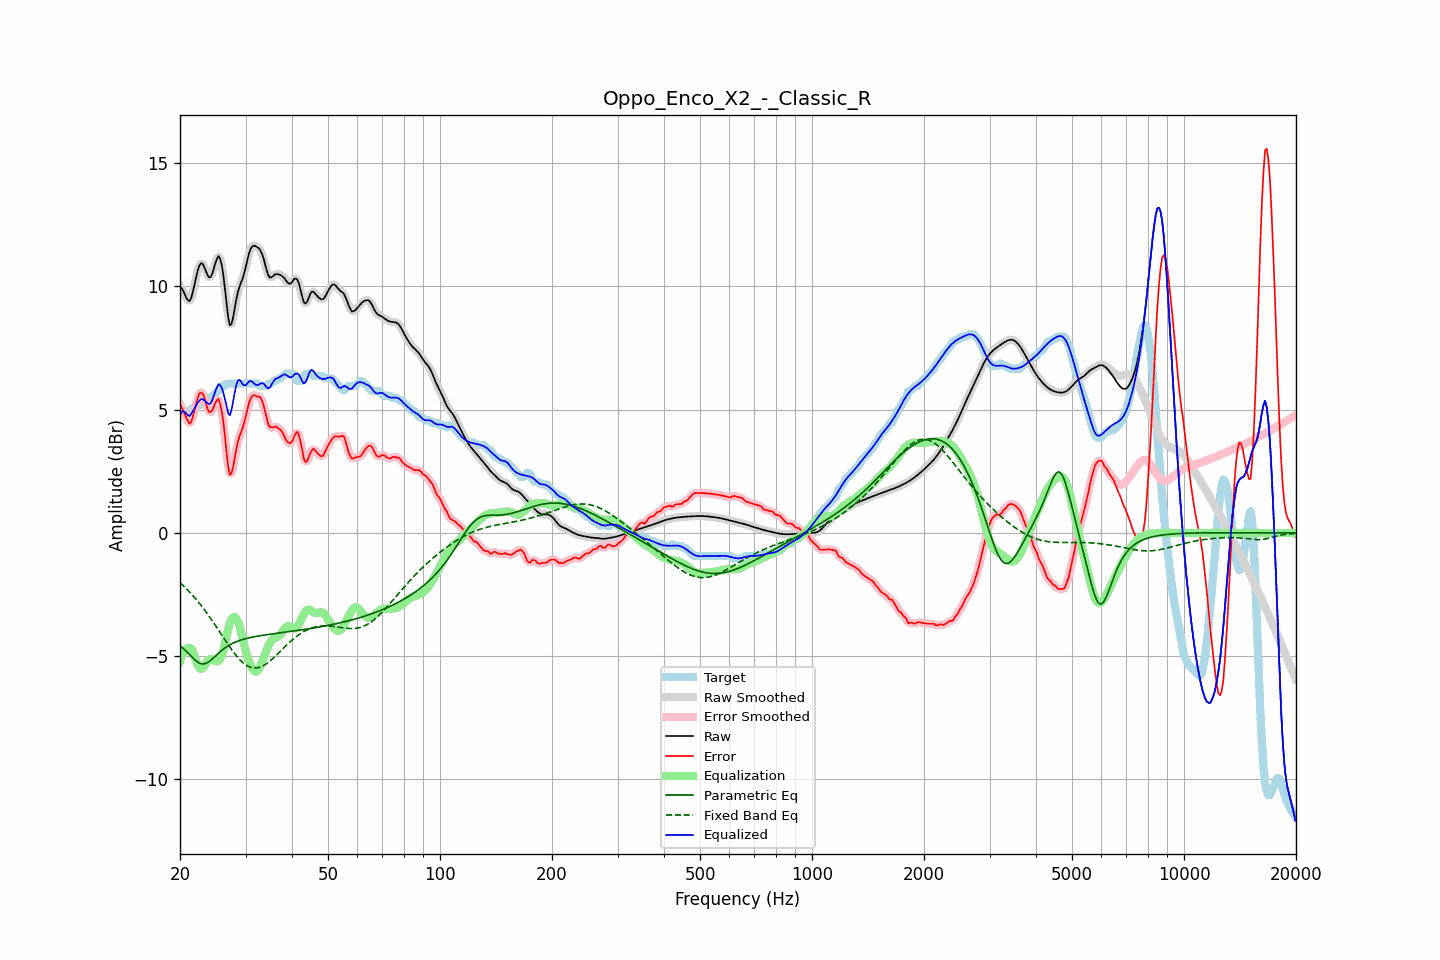 Oppo_Enco_X2_-_Classic_R
Amplitude (dBr)
15
10
5
0
−5
−10
Target
Raw Smoothed
Error Smoothed
Raw
Error
Equalization
Parametric Eq
Fixed Band Eq
Equalized
20 50 100 200 500 1000 2000 5000 10000 20000
Frequency (Hz)